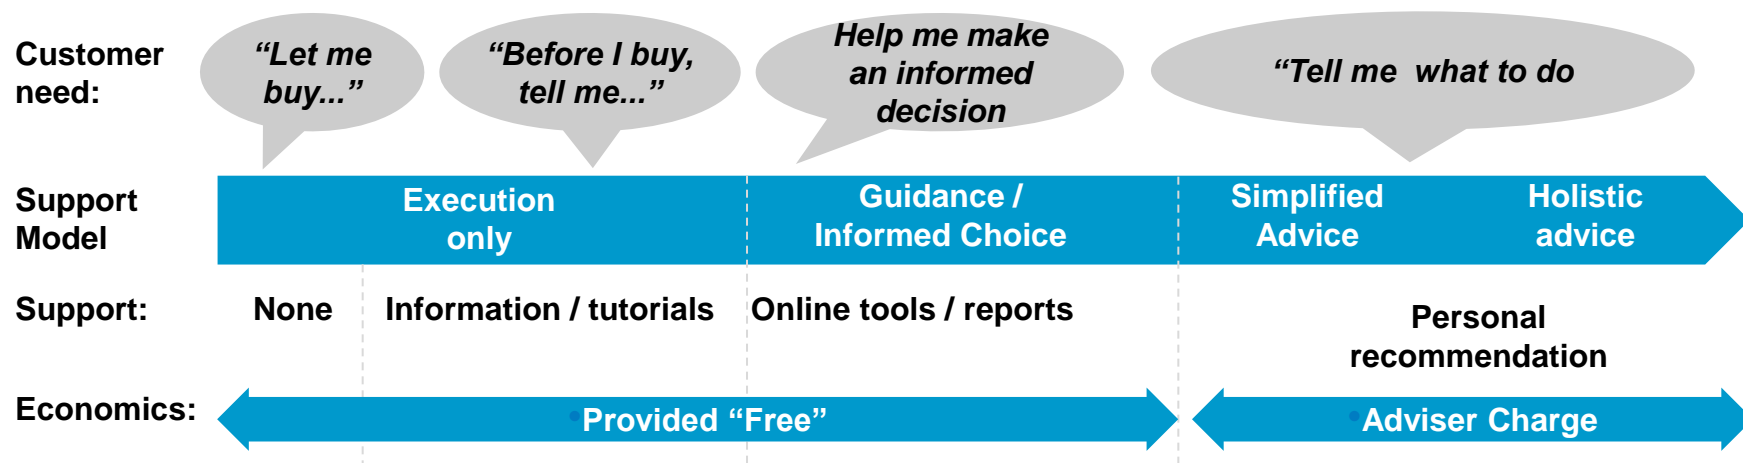 Customer
need:
“Let me
buy...”
“Before I buy,
tell me...”
Help me make
an informed
decision
“Tell me  what to do
Support
Model
Execution
only
Guidance /
Informed Choice
Simplified
Advice
Holistic
advice
Support:
None
Information / tutorials
Online tools / reports
Personal
recommendation
Economics:
•Provided “Free”
•Adviser Charge